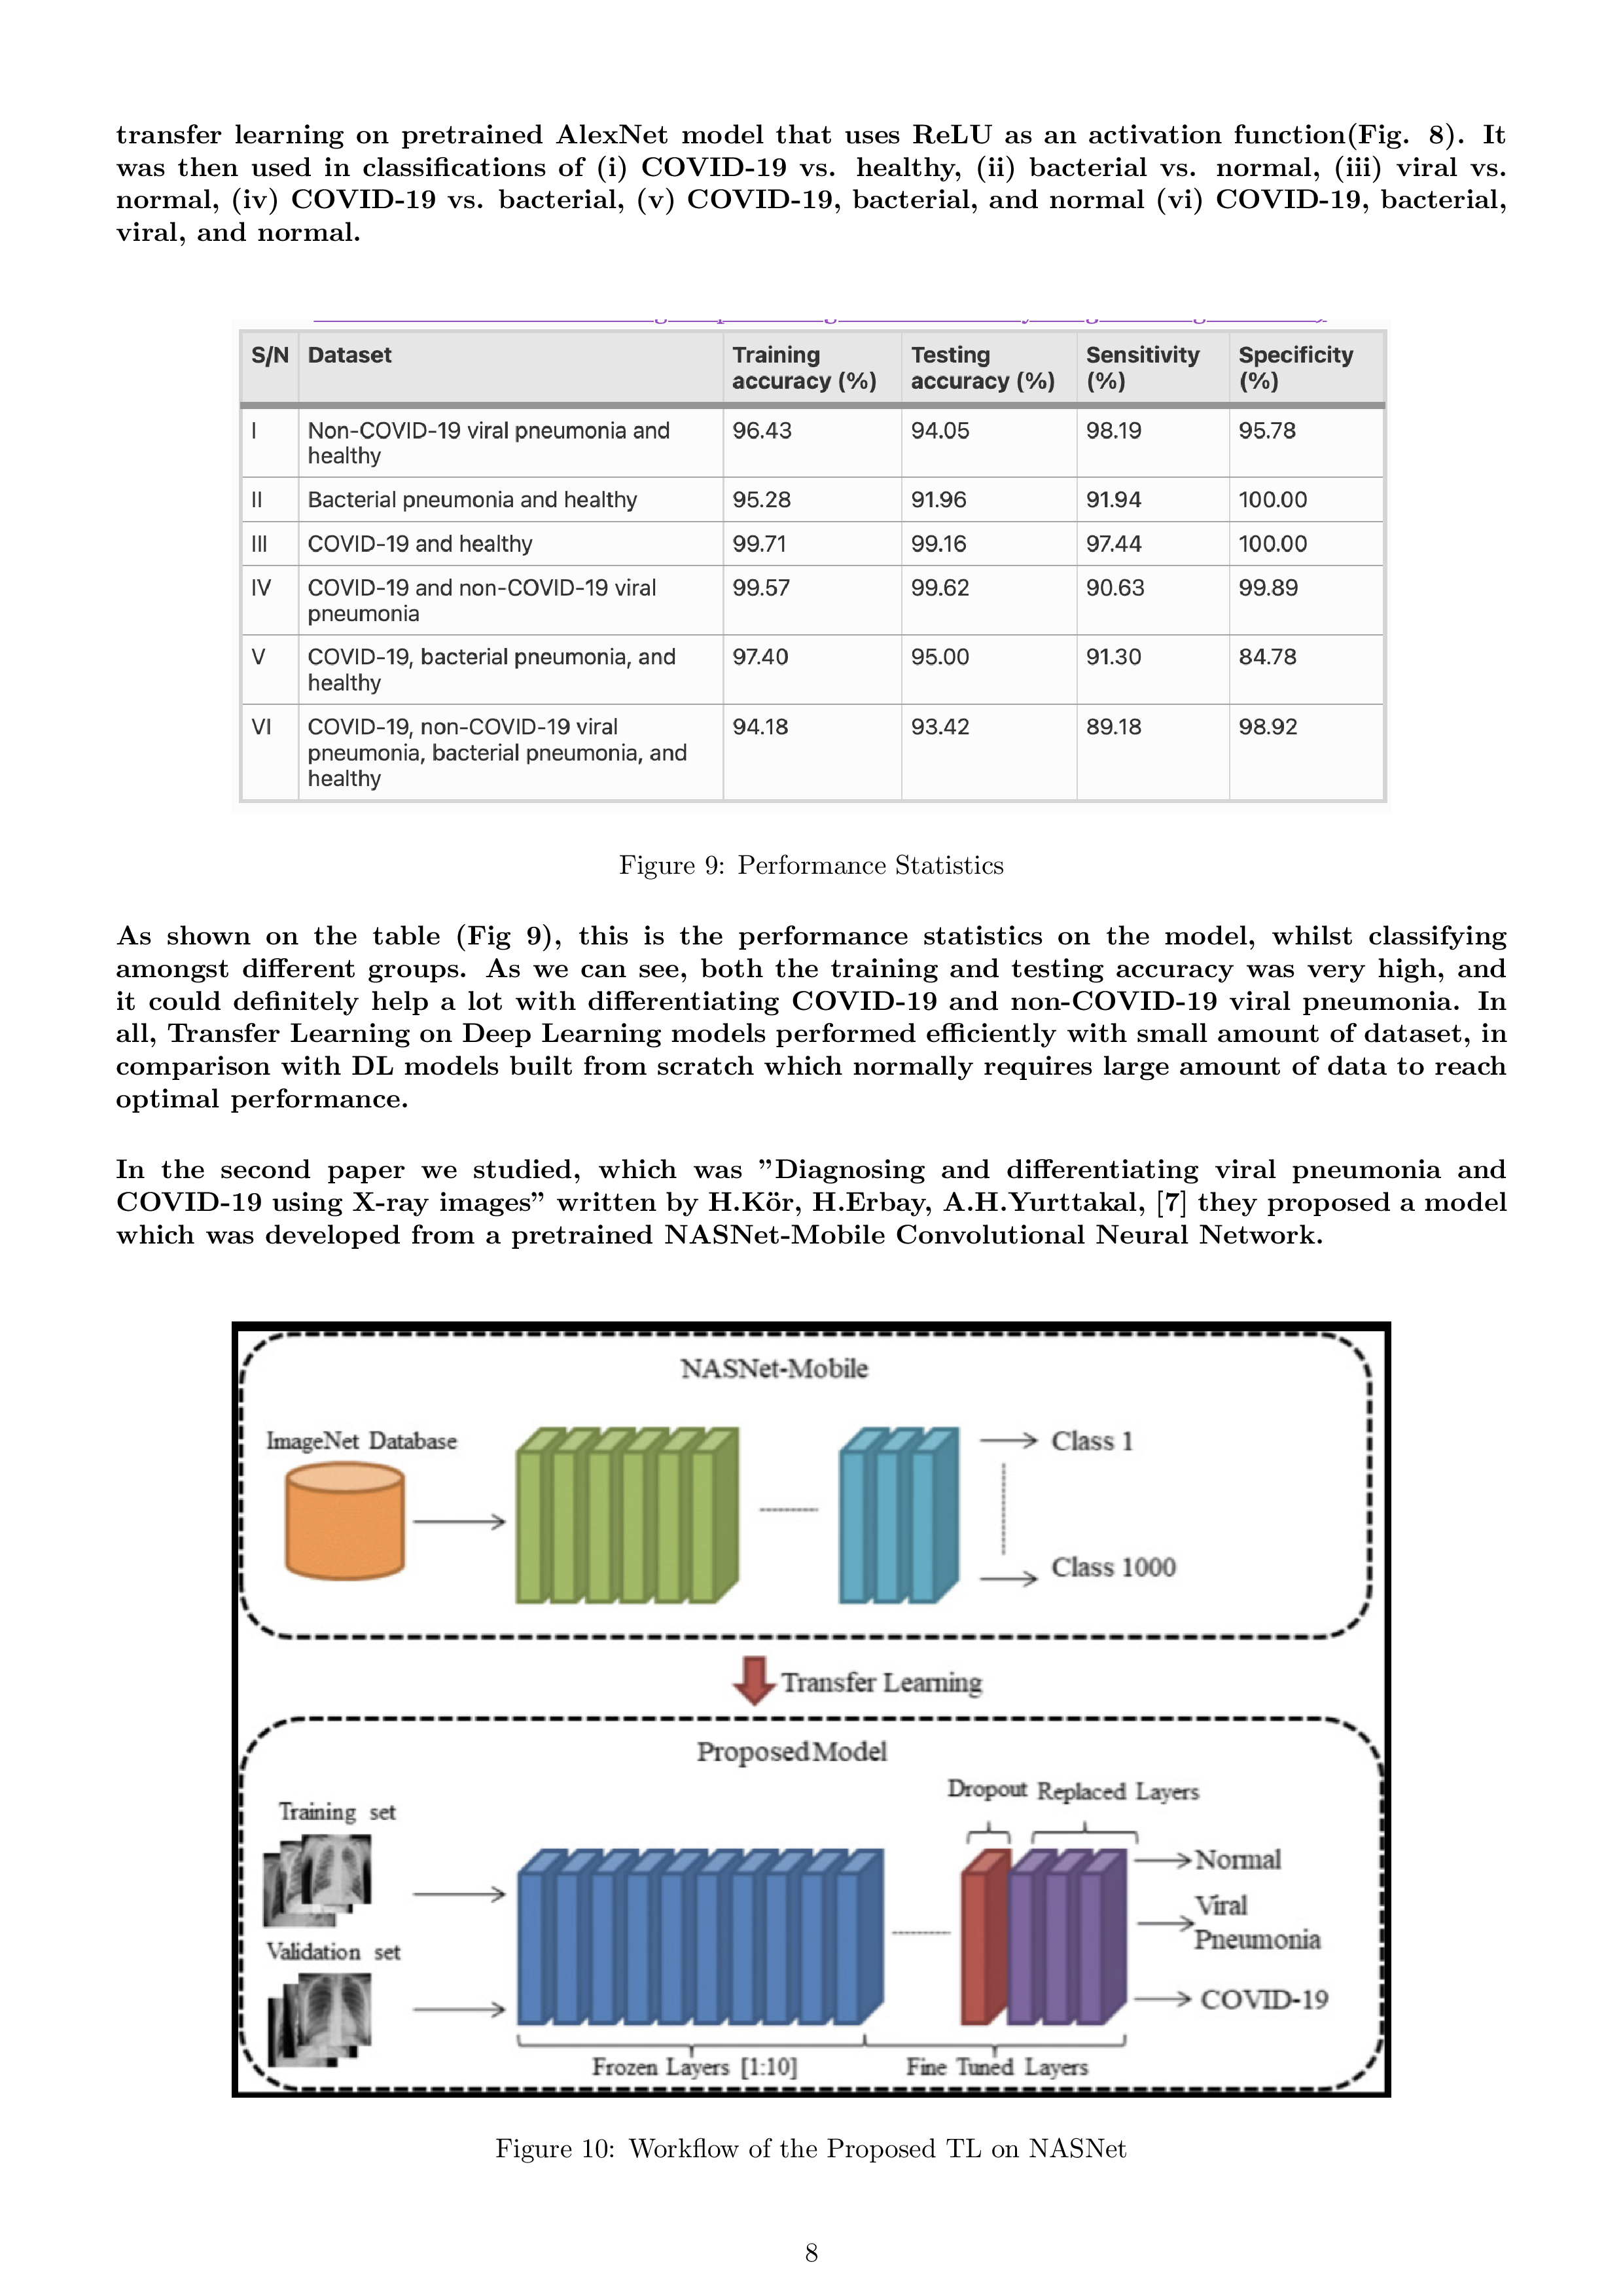 transfer learning on pretrained AlexNet model that uses ReLU as an activation function(Fig. 8). It
was then used in classifications of (i) COVID-19 vs. healthy, (ii) bacterial vs. normal, (iii) viral vs.
normal, (iv) COVID-19 vs. bacterial, (v) COVID-19, bacterial, and normal (vi) COVID-19, bacterial,
viral, and normal.
S/N Dataset Training accuracy (%) Testing accuracy (%) Sensitivity (%) Specificity (%)
I Non-COVID-19 viral pneumonia and healthy 96.43 94.05 98.19 95.78
II Bacterial pneumonia and healthy 95.28 91.96 91.94 100.00
III COVID-19 and healthy 99.71 99.16 97.44 100.00
IV COVID-19 and non-COVID-19 viral pneumonia 99.57 99.62 90.63 99.89
V COVID-19, bacterial pneumonia, and healthy 97.40 95.00 91.30 84.78
VI COVID-19, non-COVID-19 viral pneumonia, bacterial pneumonia, and healthy 94.18 93.42 89.18 98.92
Figure 9: Performance Statistics
As shown on the table (Fig 9), this is the performance statistics on the model, whilst classifying
amongst different groups. As we can see, both the training and testing accuracy was very high, and
it could definitely help a lot with differentiating COVID-19 and non-COVID-19 viral pneumonia. In
all, Transfer Learning on Deep Learning models performed efficiently with small amount of dataset, in
comparison with DL models built from scratch which normally requires large amount of data to reach
optimal performance.
In the second paper we studied, which was ”Diagnosing and differentiating viral pneumonia and
COVID-19 using X-ray images” written by H.Kör, H.Erbay, A.H.Yurttakal, [7] they proposed a model
which was developed from a pretrained NASNet-Mobile Convolutional Neural Network.
NASNet-Mobile
ImageNet Database
Class 1
Class 1000
Transfer Learning
Proposed Model
Dropout Replaced Layers
Training set
Normal
Viral
Pneumonia
Validation set
COVID-19
Frozen Layers [1:10]
Fine Tuned Layers
Figure 10: Workflow of the Proposed TL on NASNet
8